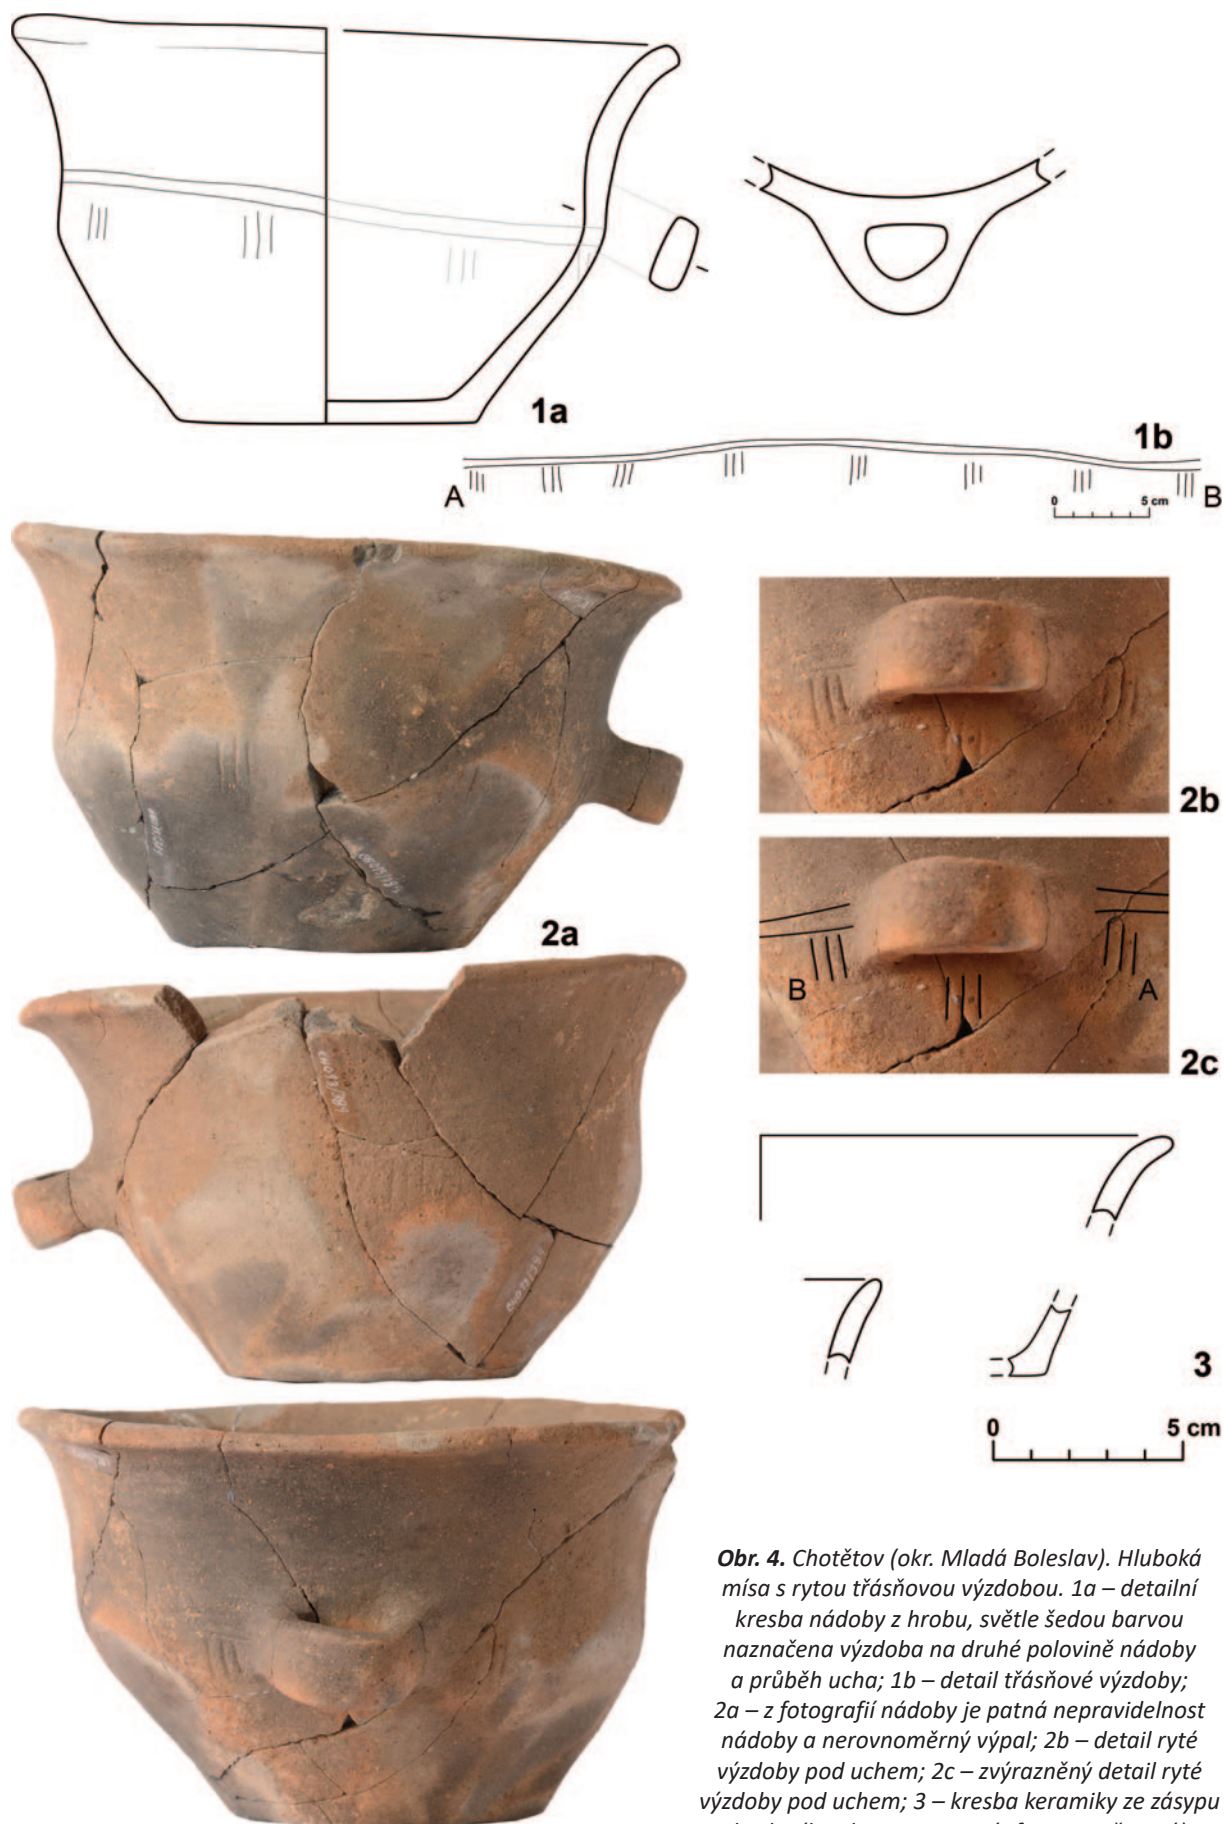 1a
1b
A
B
0 5 cm
2a
2b
B
A
2c
3
0 5 cm
Obr. 4. Chotětov (okr. Mladá Boleslav). Hluboká
mísa s rytou třásňovou výzdobou. 1a – detailní
kresba nádoby z hrobu, světle šedou barvou
naznačena výzdoba na druhé polovině nádoby
a průběh ucha; 1b – detail třásňové výzdoby;
2a – z fotografií nádoby je patná nepravidelnost
nádoby a nerovnoměrný výpal; 2b – detail ryté
výzdoby pod uchem; 2c – zvýrazněný detail ryté
výzdoby pod uchem; 3 – kresba keramiky ze zásypu